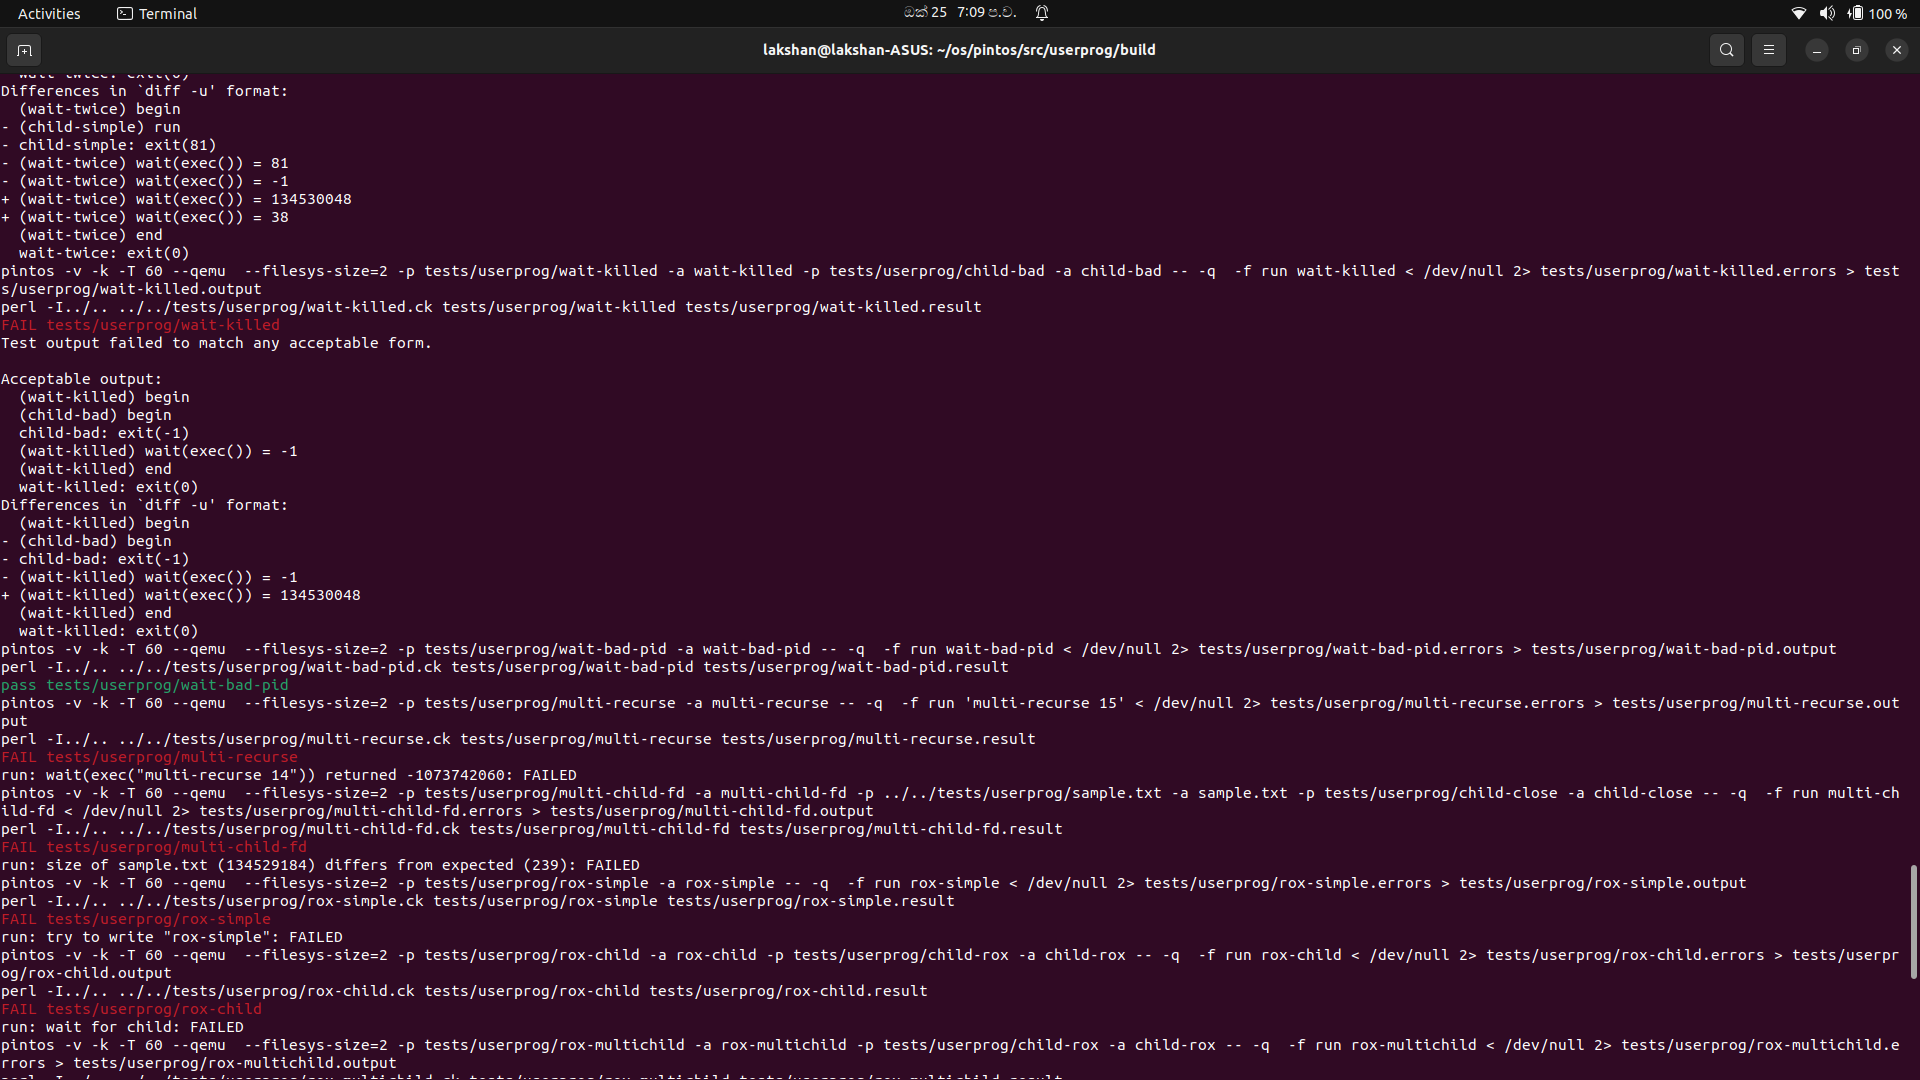 Activities
Terminal
ඔක් 25 7:09 ප.ව.
100 %
lakshan@lakshan-ASUS: ~/os/pintos/src/userprog/build
wait-twice: exit(0)
Differences in `diff -u' format:
  (wait-twice) begin
- (child-simple) run
- child-simple: exit(81)
- (wait-twice) wait(exec()) = 81
- (wait-twice) wait(exec()) = -1
+ (wait-twice) wait(exec()) = 134530048
+ (wait-twice) wait(exec()) = 38
  (wait-twice) end
  wait-twice: exit(0)
pintos -v -k -T 60 --qemu  --filesys-size=2 -p tests/userprog/wait-killed -a wait-killed -p tests/userprog/child-bad -a child-bad -- -q  -f run wait-killed < /dev/null 2> tests/userprog/wait-killed.errors > test
s/userprog/wait-killed.output
perl -I../.. ../../tests/userprog/wait-killed.ck tests/userprog/wait-killed tests/userprog/wait-killed.result
FAIL tests/userprog/wait-killed
Test output failed to match any acceptable form.
Acceptable output:
  (wait-killed) begin
  (child-bad) begin
  child-bad: exit(-1)
  (wait-killed) wait(exec()) = -1
  (wait-killed) end
  wait-killed: exit(0)
Differences in `diff -u' format:
  (wait-killed) begin
- (child-bad) begin
- child-bad: exit(-1)
- (wait-killed) wait(exec()) = -1
+ (wait-killed) wait(exec()) = 134530048
  (wait-killed) end
  wait-killed: exit(0)
pintos -v -k -T 60 --qemu  --filesys-size=2 -p tests/userprog/wait-bad-pid -a wait-bad-pid -- -q  -f run wait-bad-pid < /dev/null 2> tests/userprog/wait-bad-pid.errors > tests/userprog/wait-bad-pid.output
perl -I../.. ../../tests/userprog/wait-bad-pid.ck tests/userprog/wait-bad-pid tests/userprog/wait-bad-pid.result
pass tests/userprog/wait-bad-pid
pintos -v -k -T 60 --qemu  --filesys-size=2 -p tests/userprog/multi-recurse -a multi-recurse -- -q  -f run 'multi-recurse 15' < /dev/null 2> tests/userprog/multi-recurse.errors > tests/userprog/multi-recurse.out
put
perl -I../.. ../../tests/userprog/multi-recurse.ck tests/userprog/multi-recurse tests/userprog/multi-recurse.result
FAIL tests/userprog/multi-recurse
run: wait(exec("multi-recurse 14")) returned -1073742060: FAILED
pintos -v -k -T 60 --qemu  --filesys-size=2 -p tests/userprog/multi-child-fd -a multi-child-fd -p ../../tests/userprog/sample.txt -a sample.txt -p tests/userprog/child-close -a child-close -- -q  -f run multi-ch
ild-fd < /dev/null 2> tests/userprog/multi-child-fd.errors > tests/userprog/multi-child-fd.output
perl -I../.. ../../tests/userprog/multi-child-fd.ck tests/userprog/multi-child-fd tests/userprog/multi-child-fd.result
FAIL tests/userprog/multi-child-fd
run: size of sample.txt (134529184) differs from expected (239): FAILED
pintos -v -k -T 60 --qemu  --filesys-size=2 -p tests/userprog/rox-simple -a rox-simple -- -q  -f run rox-simple < /dev/null 2> tests/userprog/rox-simple.errors > tests/userprog/rox-simple.output
perl -I../.. ../../tests/userprog/rox-simple.ck tests/userprog/rox-simple tests/userprog/rox-simple.result
FAIL tests/userprog/rox-simple
run: try to write "rox-simple": FAILED
pintos -v -k -T 60 --qemu  --filesys-size=2 -p tests/userprog/rox-child -a rox-child -p tests/userprog/child-rox -a child-rox -- -q  -f run rox-child < /dev/null 2> tests/userprog/rox-child.errors > tests/userpr
og/rox-child.output
perl -I../.. ../../tests/userprog/rox-child.ck tests/userprog/rox-child tests/userprog/rox-child.result
FAIL tests/userprog/rox-child
run: wait for child: FAILED
pintos -v -k -T 60 --qemu  --filesys-size=2 -p tests/userprog/rox-multichild -a rox-multichild -p tests/userprog/child-rox -a child-rox -- -q  -f run rox-multichild < /dev/null 2> tests/userprog/rox-multichild.e
rrors > tests/userprog/rox-multichild.output
perl -I../.. ../../tests/userprog/rox-multichild.ck tests/userprog/rox-multichild tests/userprog/rox-multichild.result